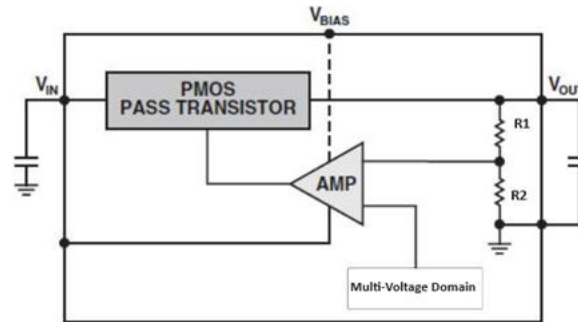 VBIAS
VIN
PMOS
PASS TRANSISTOR
VOUT
R1
AMP
R2
Multi-Voltage Domain